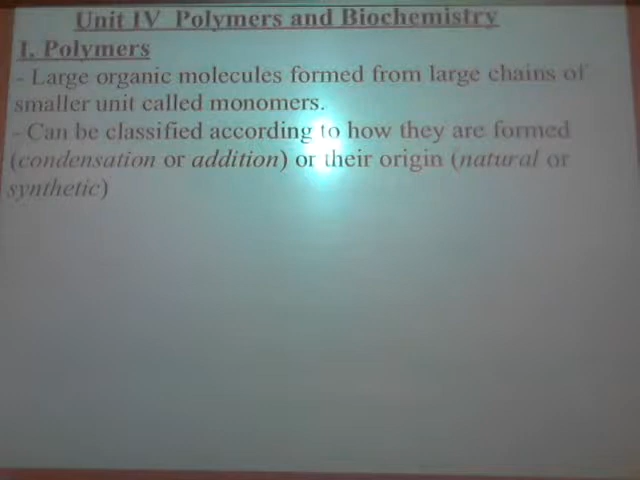 Unit IV Polymers and Biochemistry
I. Polymers
- Large organic molecules formed from large chains of
smaller unit called monomers.
- Can be classified according to how they are formed
(condensation or addition) or their origin (natural or
synthetic)